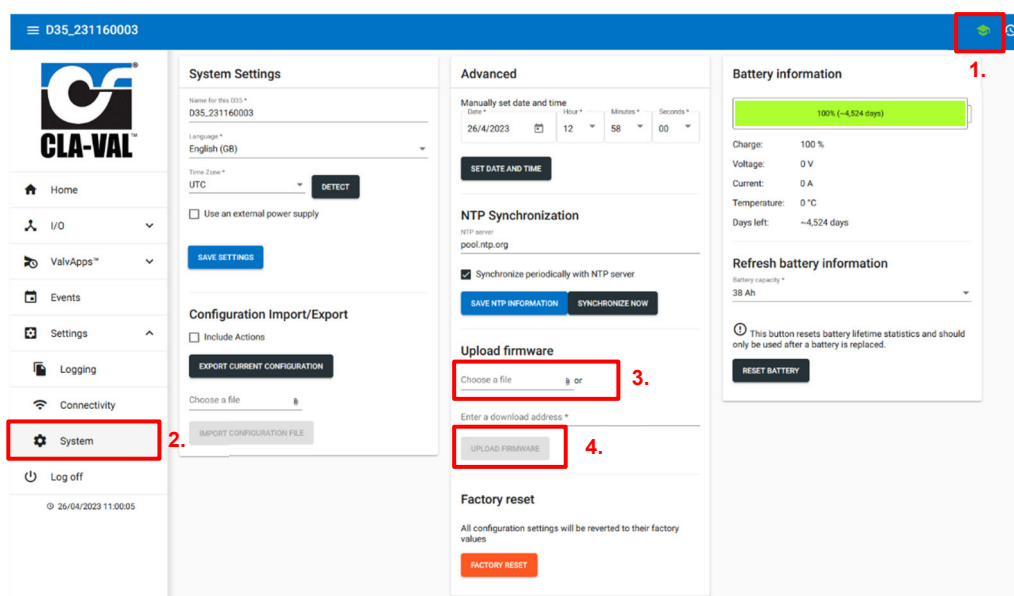 D35_231160003
1.
CLA-VAL
®
Home
I/O
ValvApps™
Events
Settings
Logging
Connectivity
System
2.
Log off
26/04/2023 11:00:05
System Settings
Name for this D35 *
D35_231160003
Language *
English (GB)
Time Zone *
UTC
DETECT
Use an external power supply
SAVE SETTINGS
Configuration Import/Export
Include Actions
EXPORT CURRENT CONFIGURATION
Choose a file
IMPORT CONFIGURATION FILE
Advanced
Manually set date and time
Date * Hour * Minutes * Seconds *
26/4/2023 12 58 00
SET DATE AND TIME
NTP Synchronization
NTP server
pool.ntp.org
Synchronize periodically with NTP server
SAVE NTP INFORMATION SYNCHRONIZE NOW
Upload firmware
Choose a file or
3.
Enter a download address *
UPLOAD FIRMWARE
4.
Factory reset
All configuration settings will be reverted to their factory
values
FACTORY RESET
Battery information
100% (~4,524 days)
Charge: 100 %
Voltage: 0 V
Current: 0 A
Temperature: 0 °C
Days left: ~4,524 days
Refresh battery information
Battery capacity *
38 Ah
This button resets battery lifetime statistics and should
only be used after a battery is replaced.
RESET BATTERY